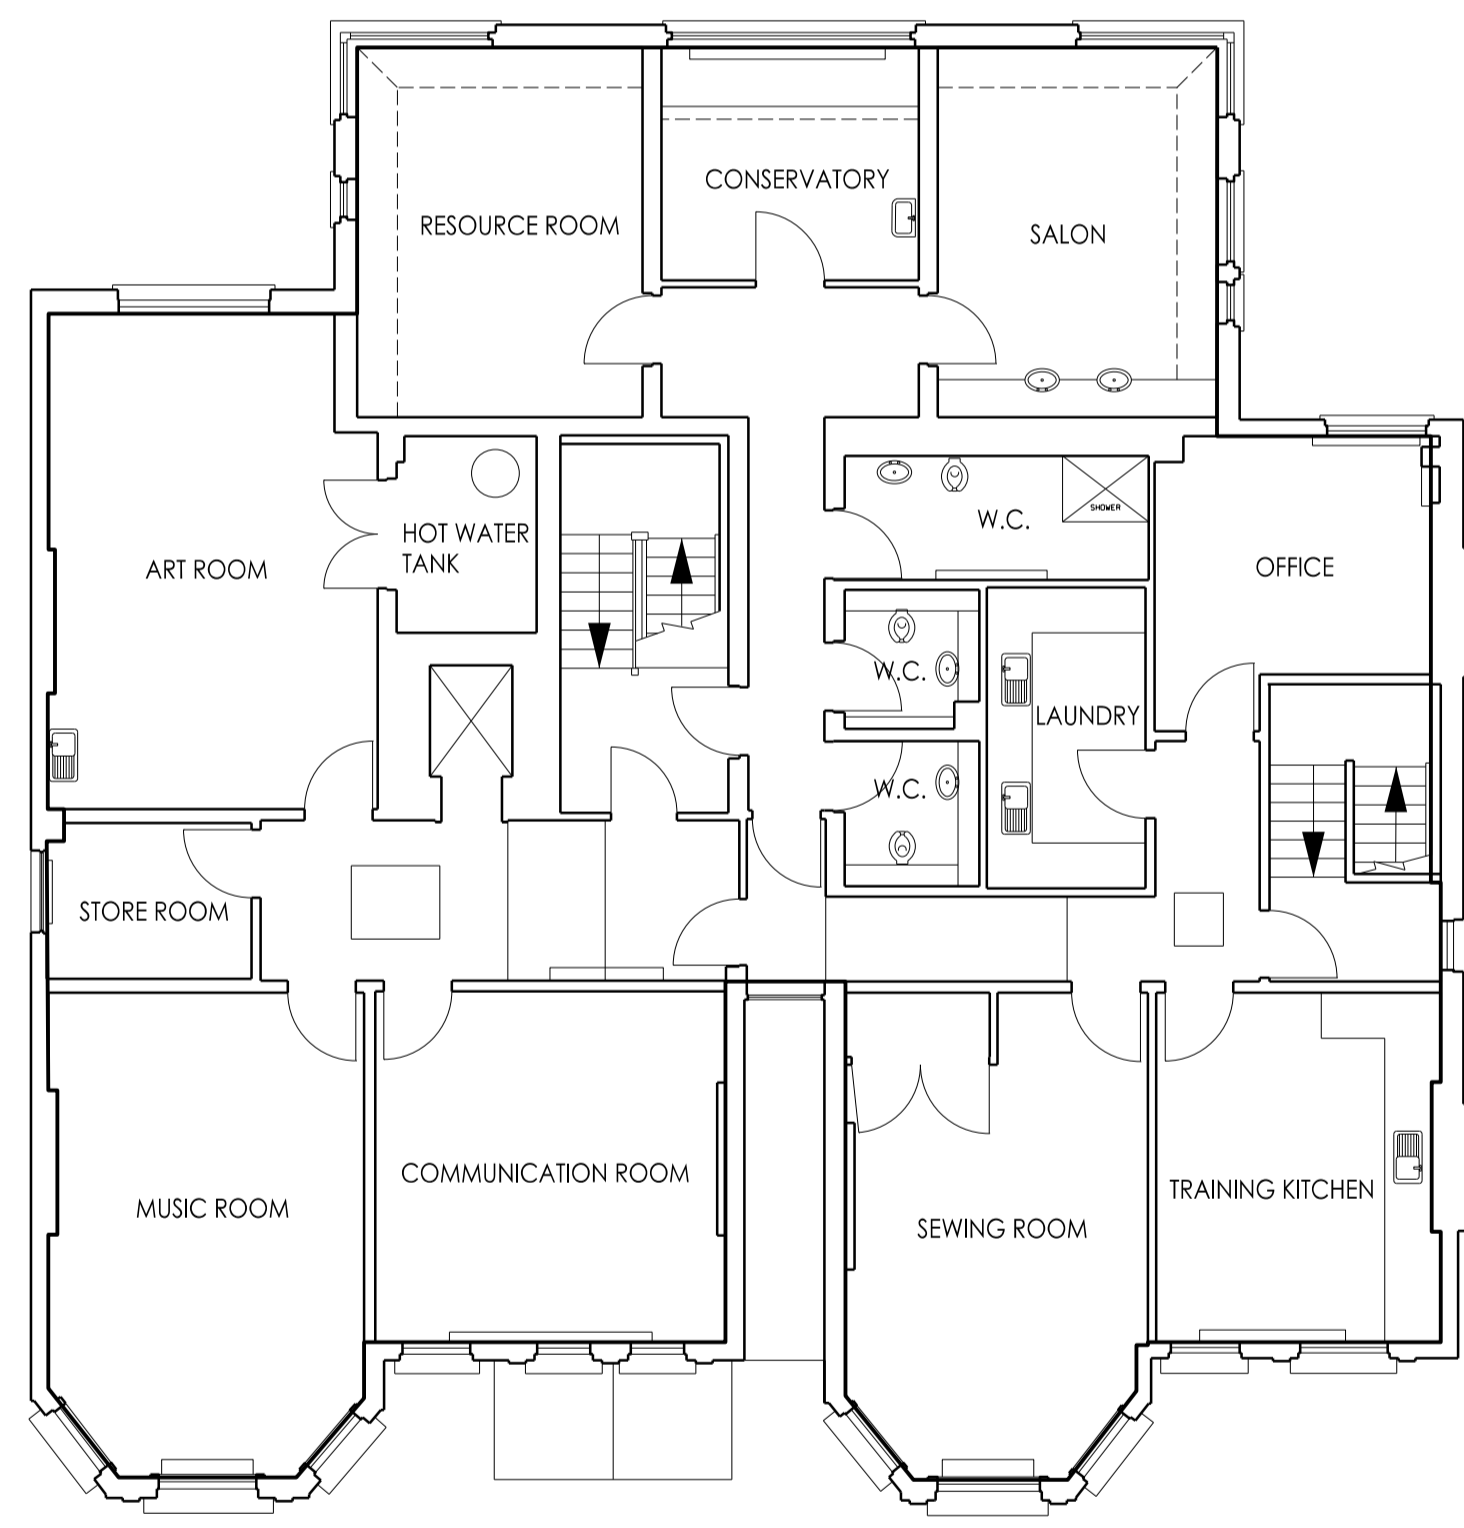 CONSERVATORY
RESOURCE ROOM
SALON
W.C.
SHOWER
HOT WATER
TANK
ART ROOM
OFFICE
W.C.
LAUNDRY
W.C.
STORE ROOM
COMMUNICATION ROOM
TRAINING KITCHEN
MUSIC ROOM
SEWING ROOM